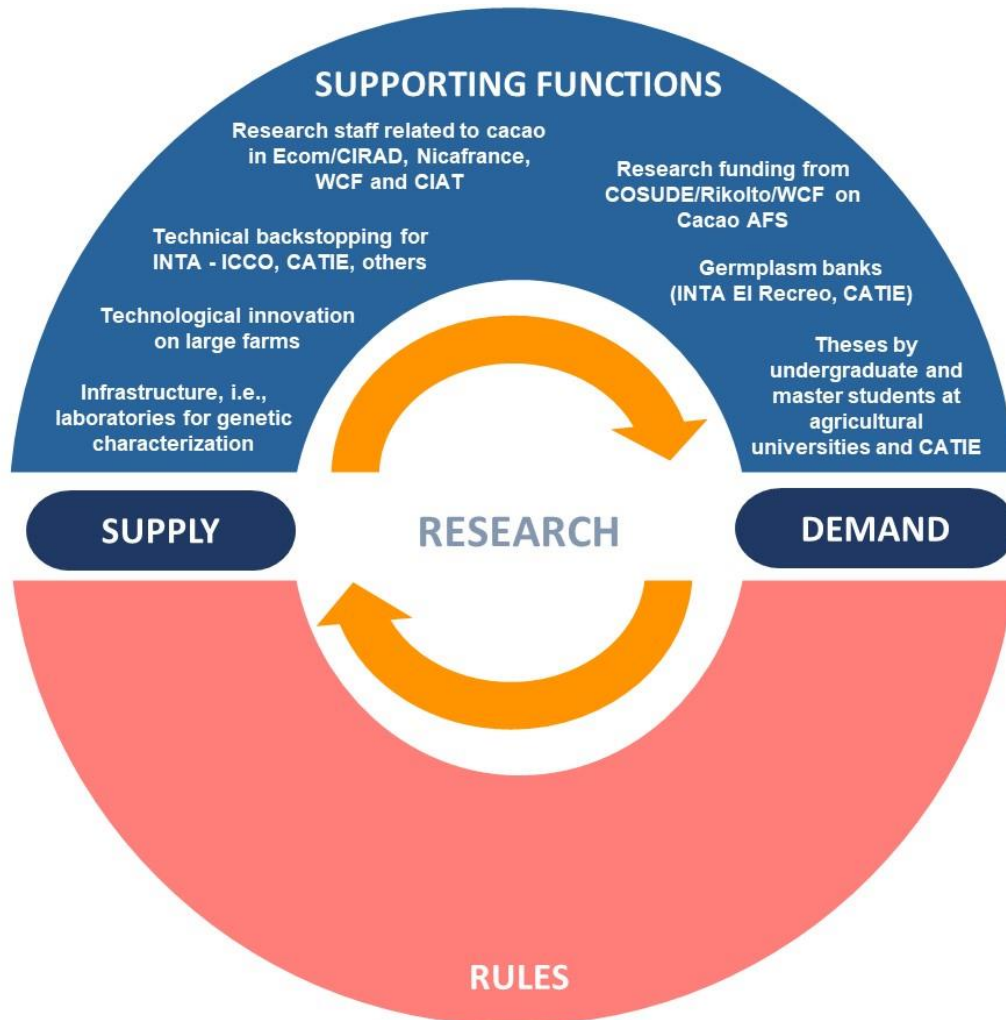 SUPPORTING FUNCTIONS
Research staff related to cacao
in Ecom/CIRAD, Nicafrance,
WCF and CIAT
Research funding from
COSUDE/Rikolto/WCF on
Cacao AFS
Technical backstopping for
INTA - ICCO, CATIE, others
Germplasm banks
(INTA El Recreo, CATIE)
Technological innovation
on large farms
Theses by
undergraduate and
master students at
agricultural
universities and CATIE
Infrastructure, i.e.,
laboratories for genetic
characterization
SUPPLY
RESEARCH
DEMAND
RULES